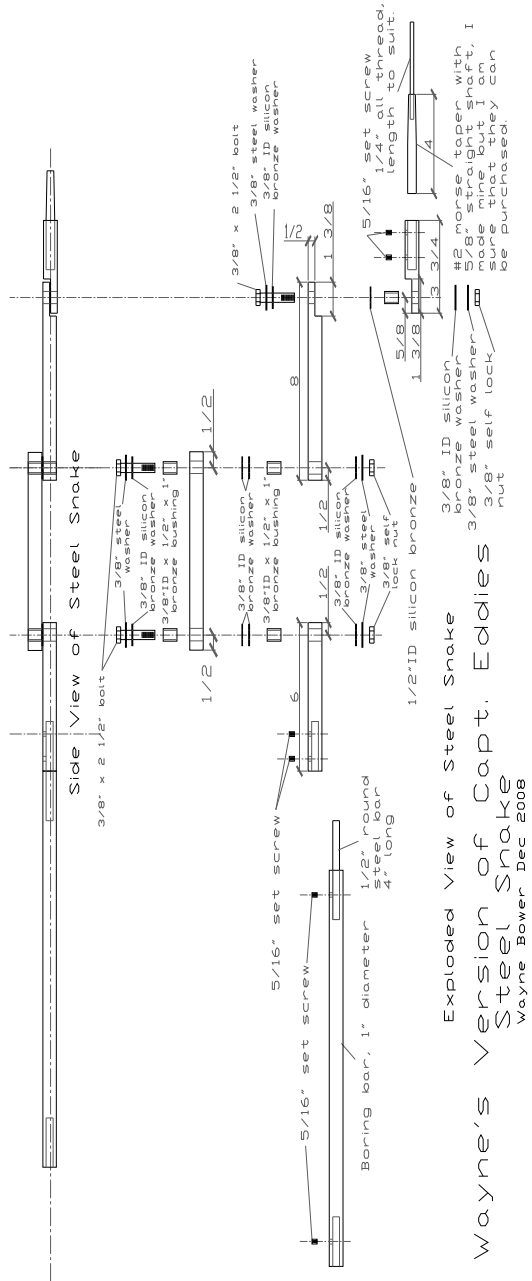 Side View of Steel Snake
3/8" x 2 1/2" bolt
3/8" steel
washer
3/8" ID silicon
bronze washer
3/8"ID x 1/2" x 1"
bronze bushing
3/8" steel
washer
3/8"ID silicon
bronze washer
3/8"ID x 1/2" x 1"
bronze bushing
1/2
1/2
3/8" ID silicon
bronze washer
3/8" ID silicon
bronze washer
3/8" steel
washer
3/8" self
lock nut
1/2
1/2
6
8
3/8" x 2 1/2" bolt
3/8" steel washer
3/8" ID silicon
bronze washer
1/2
1 3/8
5/16" set screw
1/4" all thread,
length to suit.
4
5/8
1 3/8
3 3/4
#2 morse taper with
5/8" straight shaft, I
made mine but I am
sure that they can
be purchased.
1/2"ID silicon bronze
3/8" ID silicon
bronze washer
3/8" steel washer
3/8" self lock
nut
5/16" set screw
5/16" set screw
1/2" round
steel bar
4" long
Boring bar, 1" diameter
Exploded View of Steel Snake
Wayne's Version of Capt. Eddies
Steel Snake
Wayne Bower Dec 2008